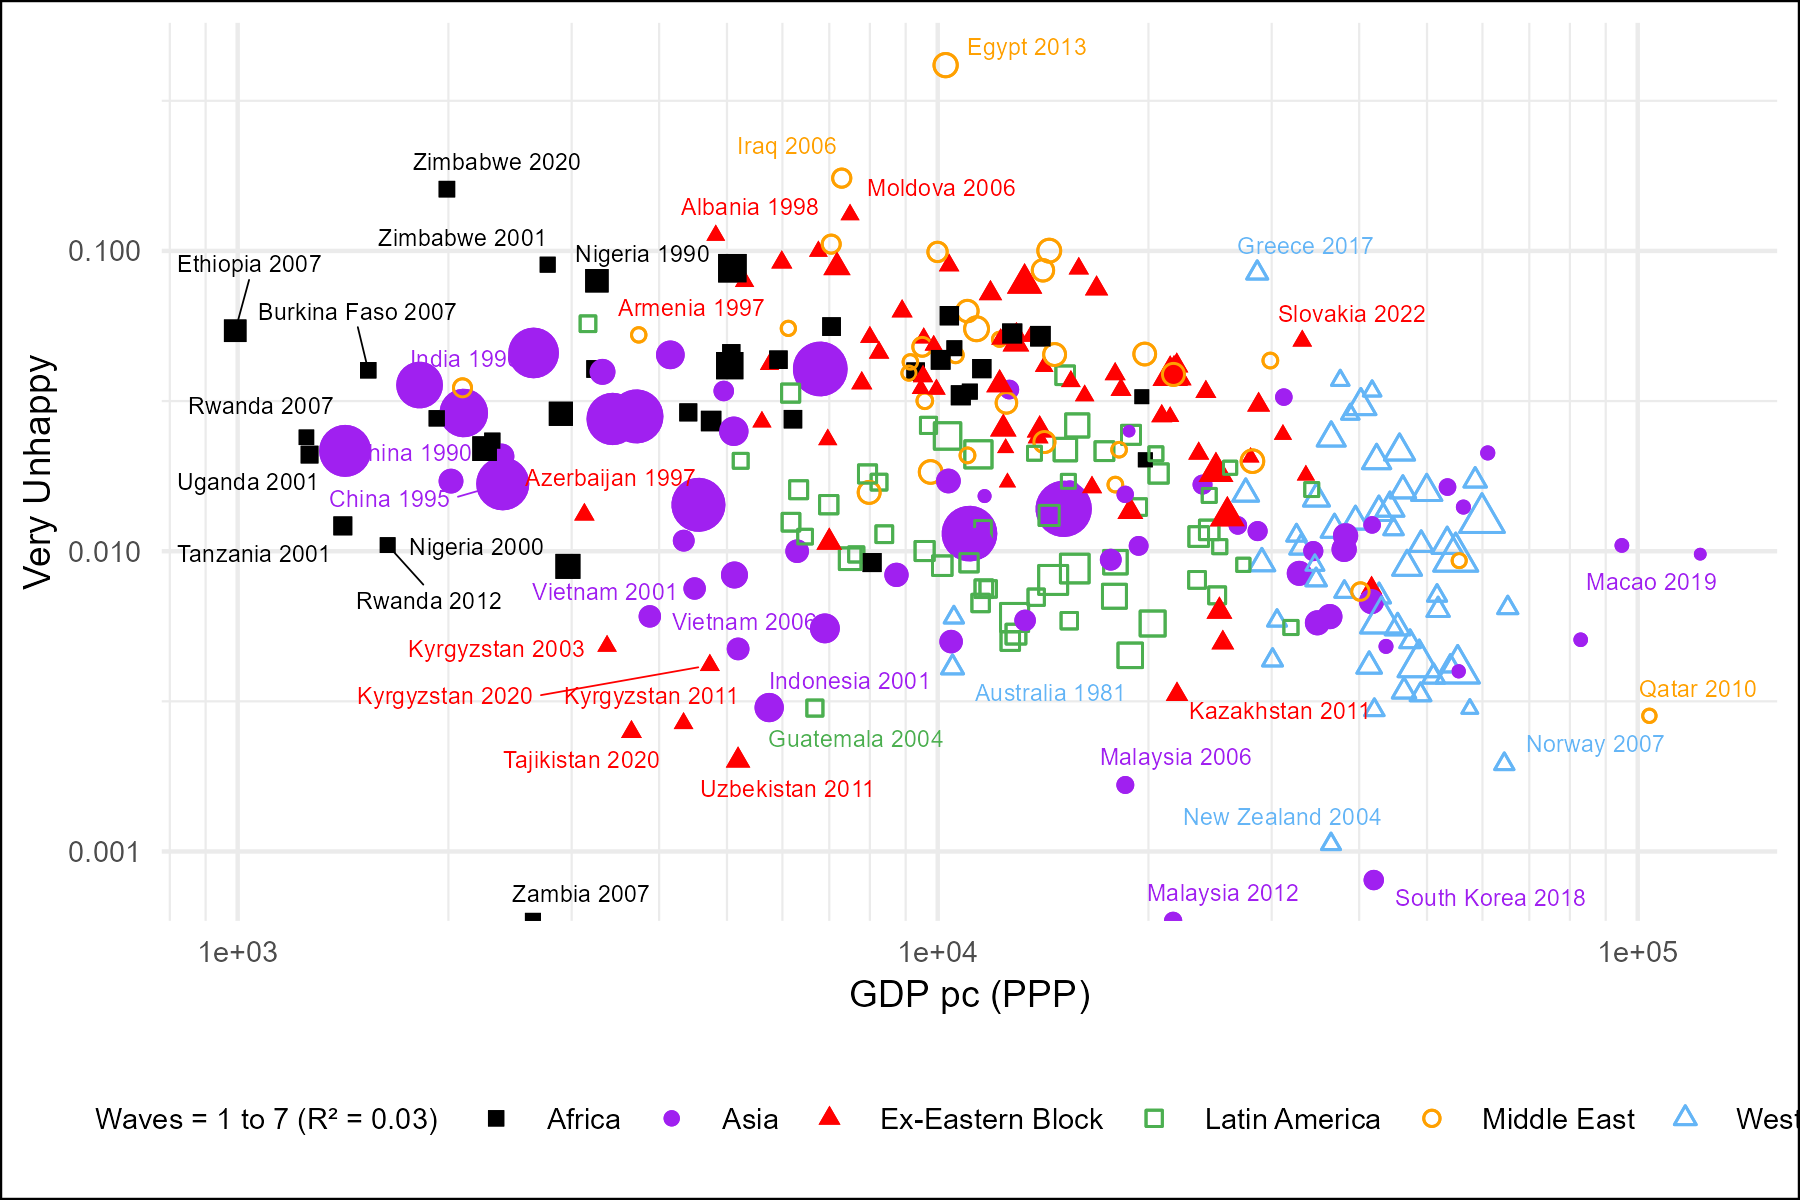 Egypt 2013
Iraq 2006
Zimbabwe 2020
Moldova 2006
Albania 1998
Zimbabwe 2001
Nigeria 1990
Greece 2017
0.100
Ethiopia 2007
Burkina Faso 2007
Armenia 1997
Slovakia 2022
India 1990
Rwanda 2007
China 1990
Uganda 2001
China 1995
Azerbaijan 1997
0.010
Tanzania 2001
Nigeria 2000
Vietnam 2001
Macao 2019
Rwanda 2012
Vietnam 2006
Kyrgyzstan 2003
Indonesia 2001
Kyrgyzstan 2020
Kyrgyzstan 2011
Australia 1981
Qatar 2010
Kazakhstan 2011
Guatemala 2004
Norway 2007
Tajikistan 2020
Malaysia 2006
Uzbekistan 2011
New Zealand 2004
0.001
Zambia 2007
Malaysia 2012
South Korea 2018
Very Unhappy
1e+03
1e+04
1e+05
GDP pc (PPP)
Waves = 1 to 7 (R² = 0.03) Africa Asia Ex-Eastern Block Latin America Middle East West